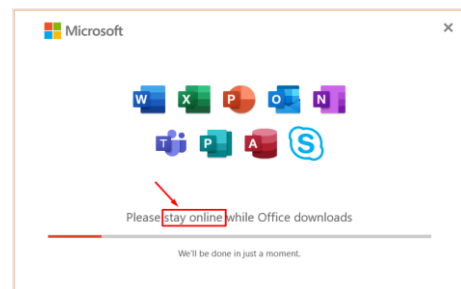 Microsoft
W X P O N
T P A S
Please stay online while Office downloads
We'll be done in just a moment.